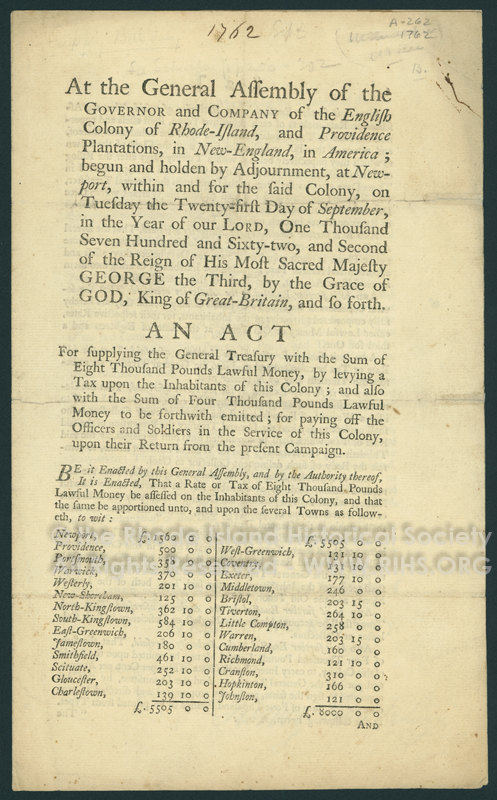 1762
A-262
1762
At the General Aſſembly of the
GOVERNOR and COMPANY of the Engliſh
Colony of Rhode-Iſland, and Providence
Plantations, in New-England, in America ;
begun and holden by Adjournment, at New-
port, within and for the ſaid Colony, on
Tueſday the Twenty-firſt Day of September,
in the Year of our LORD, One Thouſand
Seven Hundred and Sixty-two, and Second
of the Reign of His Moſt Sacred Majeſty
GEORGE the Third, by the Grace of
GOD, King of Great-Britain, and ſo forth.
AN ACT
For ſupplying the General Treaſury with the Sum of
Eight Thouſand Pounds Lawful Money, by levying a
Tax upon the Inhabitants of this Colony ; and alſo
with the Sum of Four Thouſand Pounds Lawful
Money to be forthwith emitted ; for paying off the
Officers and Soldiers in the Service of this Colony,
upon their Return from the preſent Campaign.
BE it Enacted by this General Aſſembly, and by the Authority thereof,
It is Enacted, That a Rate or Tax of Eight Thouſand Pounds
Lawful Money be aſſeſſed on the Inhabitants of this Colony, and that
the ſame be apportioned unto, and upon the ſeveral Towns as follow-
eth, to wit :
Newport, £. 1560 0 0
Providence, 500 0 0
Portſmouth, 358 0
Warwick, 370 0 0
Weſterly, 201 10 0
New-Shoreham, 125 0 0
North-Kingſtown, 362 10 0
South-Kingſtown, 584 10 0
Eaſt-Greenwich, 206 10 0
Jameſtown, 180 0 0
Smithfield, 461 10 0
Scituate, 252 10 0
Glouceſter, 203 10 0
Charleſtown, 139 10 0
£. 5505 0 0
£. 5505 0 0
Weſt-Greenwich, 131 10 0
Coventry, 131 10 0
Exeter, 177 10
Middletown, 246 0 0
Briſtol, 203 15 0
Tiverton, 264 10 0
Little Compton, 258 0 0
Warren, 203 15 0
Cumberland, 160 0 0
Richmond, 121 10 0
Cranſton, 310 0 0
Hopkinton, 166 0 0
Johnſton, 121 0 0
£. 8000 0 0
AND
© The Rhode Island Historical Society
All rights reserved - WWW.RIHS.ORG